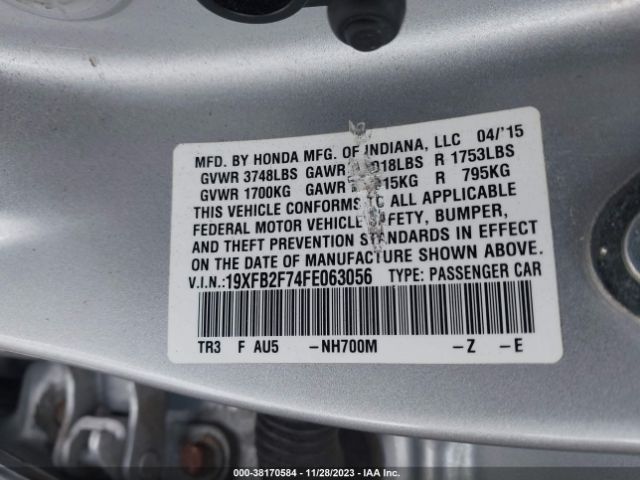 MFD. BY HONDA MFG. OF INDIANA, LLC 04/'15
GVWR 3748LBS GAWR 018LBS R 1753LBS
GVWR 1700KG GAWR 15KG R 795KG
THIS VEHICLE CONFORMS TO ALL APPLICABLE
FEDERAL MOTOR VEHICLE SAFETY, BUMPER,
AND THEFT PREVENTION STANDARDS IN EFFECT
ON THE DATE OF MANUFACTURE SHOWN ABOVE.
V.I.N.:19XFB2F74FE063056 TYPE: PASSENGER CAR
TR3 F AU5 -NH700M -Z -E
000-38170584 | 11/28/2023 | IAA Inc.